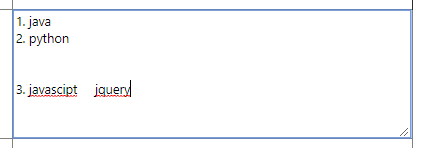 1. java
2. python
3. javascipt jquery